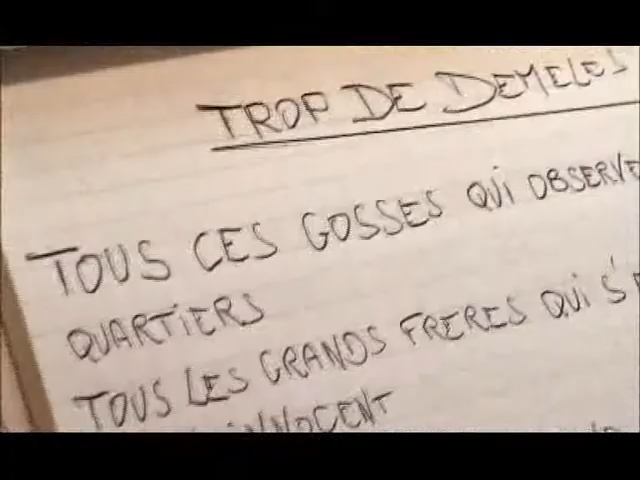 TROP DE DEMELES
TOUS CES GOSSES QUI OBSERVE
QUARTIERS
TOUS LES GRANDS FRERES QUI S'
INNOCENT